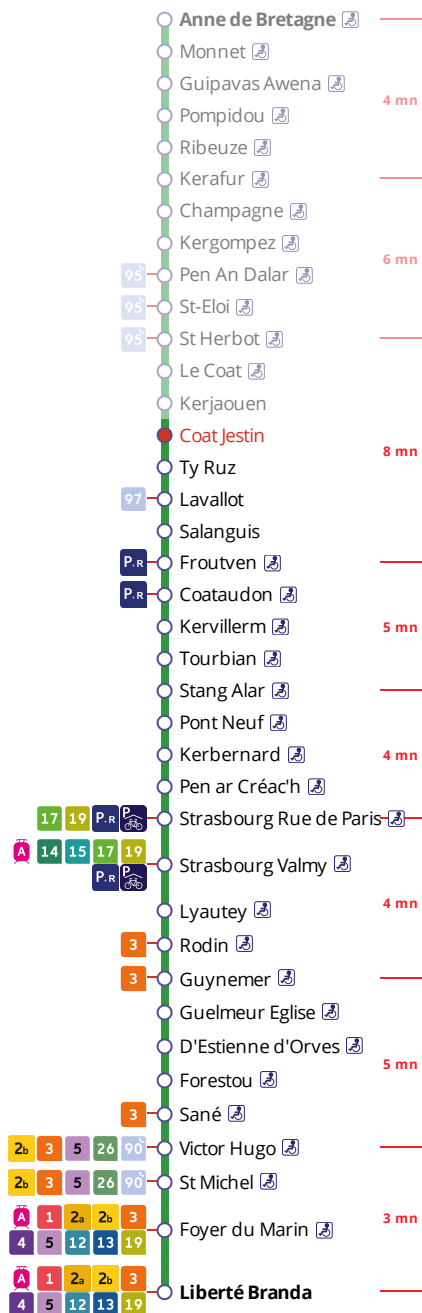 Anne de Bretagne
Monnet
Guipavas Awena
4 mn
Pompidou
Ribeuze
Kerafur
Champagne
Kergompez
6 mn
95 Pen An Dalar
95 St-Eloi
95 St Herbot
Le Coat
Kerjaouen
Coat Jestin
8 mn
Ty Ruz
97 Lavallot
Salanguis
P+R Froutven
P+R Coataudon
Kervillerm 5 mn
Tourbian
Stang Alar
Pont Neuf
Kerbernard 4 mn
Pen ar Créac'h
17 19 P+R P Strasbourg Rue de Paris
A 14 15 17 19
P+R P
Strasbourg Valmy
Lyautey 4 mn
3 Rodin
3 Guynemer
Guelmeur Eglise
D'Estienne d'Orves
5 mn
Forestou
3 Sané
2b 3 5 26 90 Victor Hugo
2b 3 5 26 90 St Michel
A 1 2a 2b 3
4 5 12 13 19
Foyer du Marin
3 mn
A 1 2a 2b 3
4 5 12 13 19
Liberté Branda